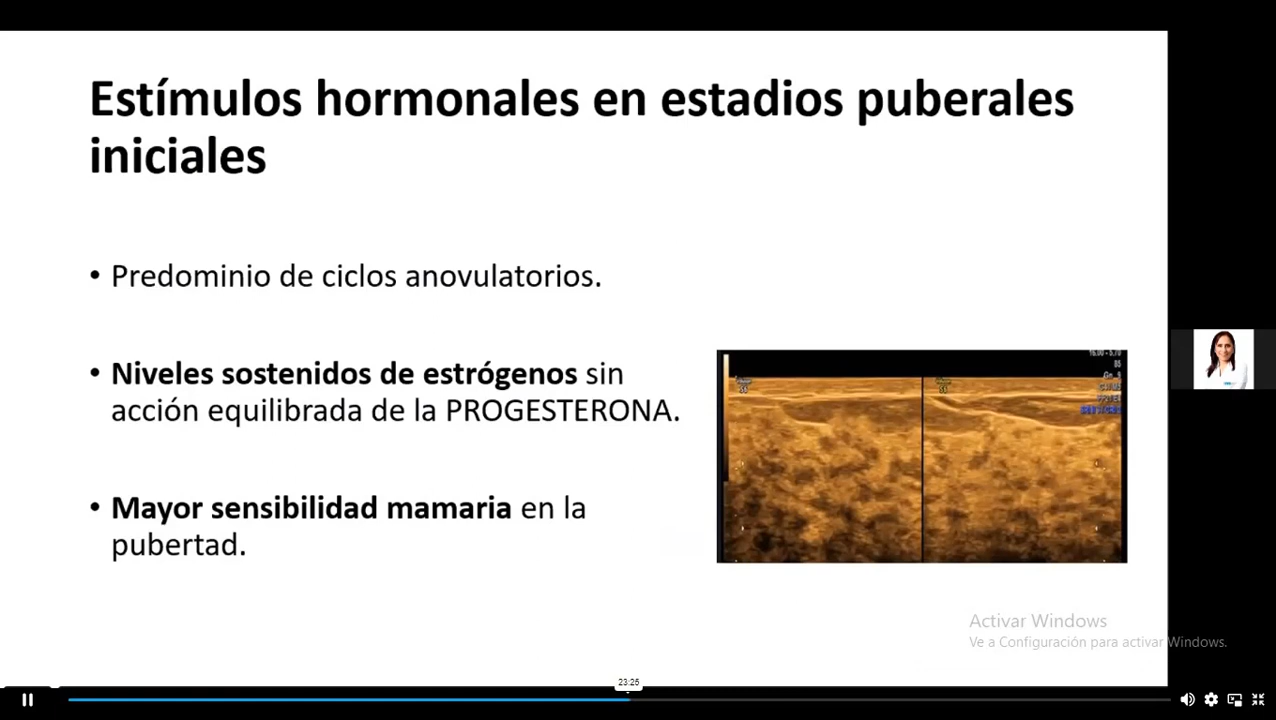 Estímulos hormonales en estadios puberales
iniciales
• Predominio de ciclos anovulatorios.
• Niveles sostenidos de estrógenos sin
acción equilibrada de la PROGESTERONA.
• Mayor sensibilidad mamaria en la
pubertad.
Activar Windows
Ve a Configuración para activar Windows.
23:25